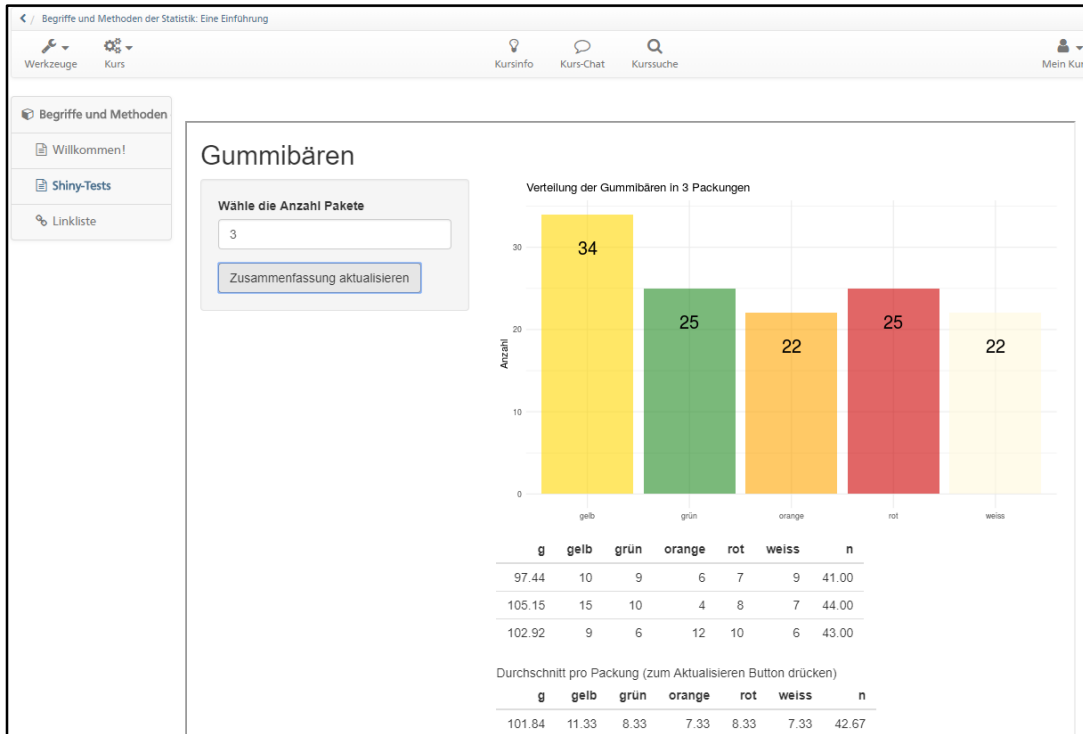 / Begriffe und Methoden der Statistik: Eine Einführung
Werkzeuge Kurs Kursinfo Kurs-Chat Kurssuche Mein Kur
Begriffe und Methoden
Willkommen!
Shiny-Tests
Linkliste
Gummibären
Wähle die Anzahl Pakete
3
Zusammenfassung aktualisieren
Verteilung der Gummibären in 3 Packungen
Anzahl
30
20
10
0
34 25 22 25 22
gelb grün orange rot weiss
g gelb grün orange rot weiss n
97.44 10 9 6 7 9 41.00
105.15 15 10 4 8 7 44.00
102.92 9 6 12 10 6 43.00
Durchschnitt pro Packung (zum Aktualisieren Button drücken)
g gelb grün orange rot weiss n
101.84 11.33 8.33 7.33 8.33 7.33 42.67